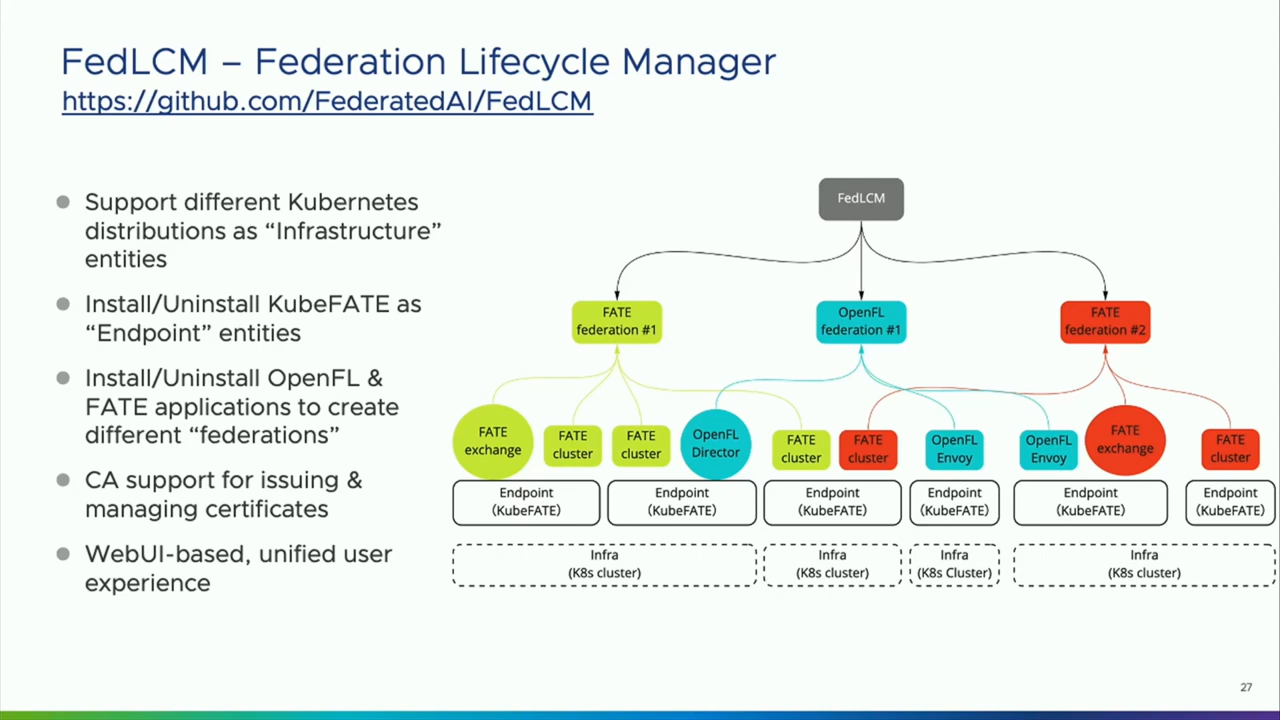 FedLCM – Federation Lifecycle Manager
https://github.com/FederatedAI/FedLCM
Support different Kubernetes
distributions as “Infrastructure”
entities
Install/Uninstall KubeFATE as
“Endpoint” entities
Install/Uninstall OpenFL &
FATE applications to create
different “federations”
CA support for issuing &
managing certificates
WebUI-based, unified user
experience
FedLCM
FATE
federation #1
OpenFL
federation #1
FATE
federation #2
FATE
exchange
FATE
cluster
FATE
cluster
OpenFL
Director
FATE
cluster
FATE
cluster
OpenFL
Envoy
OpenFL
Envoy
FATE
exchange
FATE
cluster
Endpoint
(KubeFATE)
Endpoint
(KubeFATE)
Endpoint
(KubeFATE)
Endpoint
(KubeFATE)
Endpoint
(KubeFATE)
Endpoint
(KubeFATE)
Infra
(K8s cluster)
Infra
(K8s cluster)
Infra
(K8s Cluster)
Infra
(K8s cluster)
27